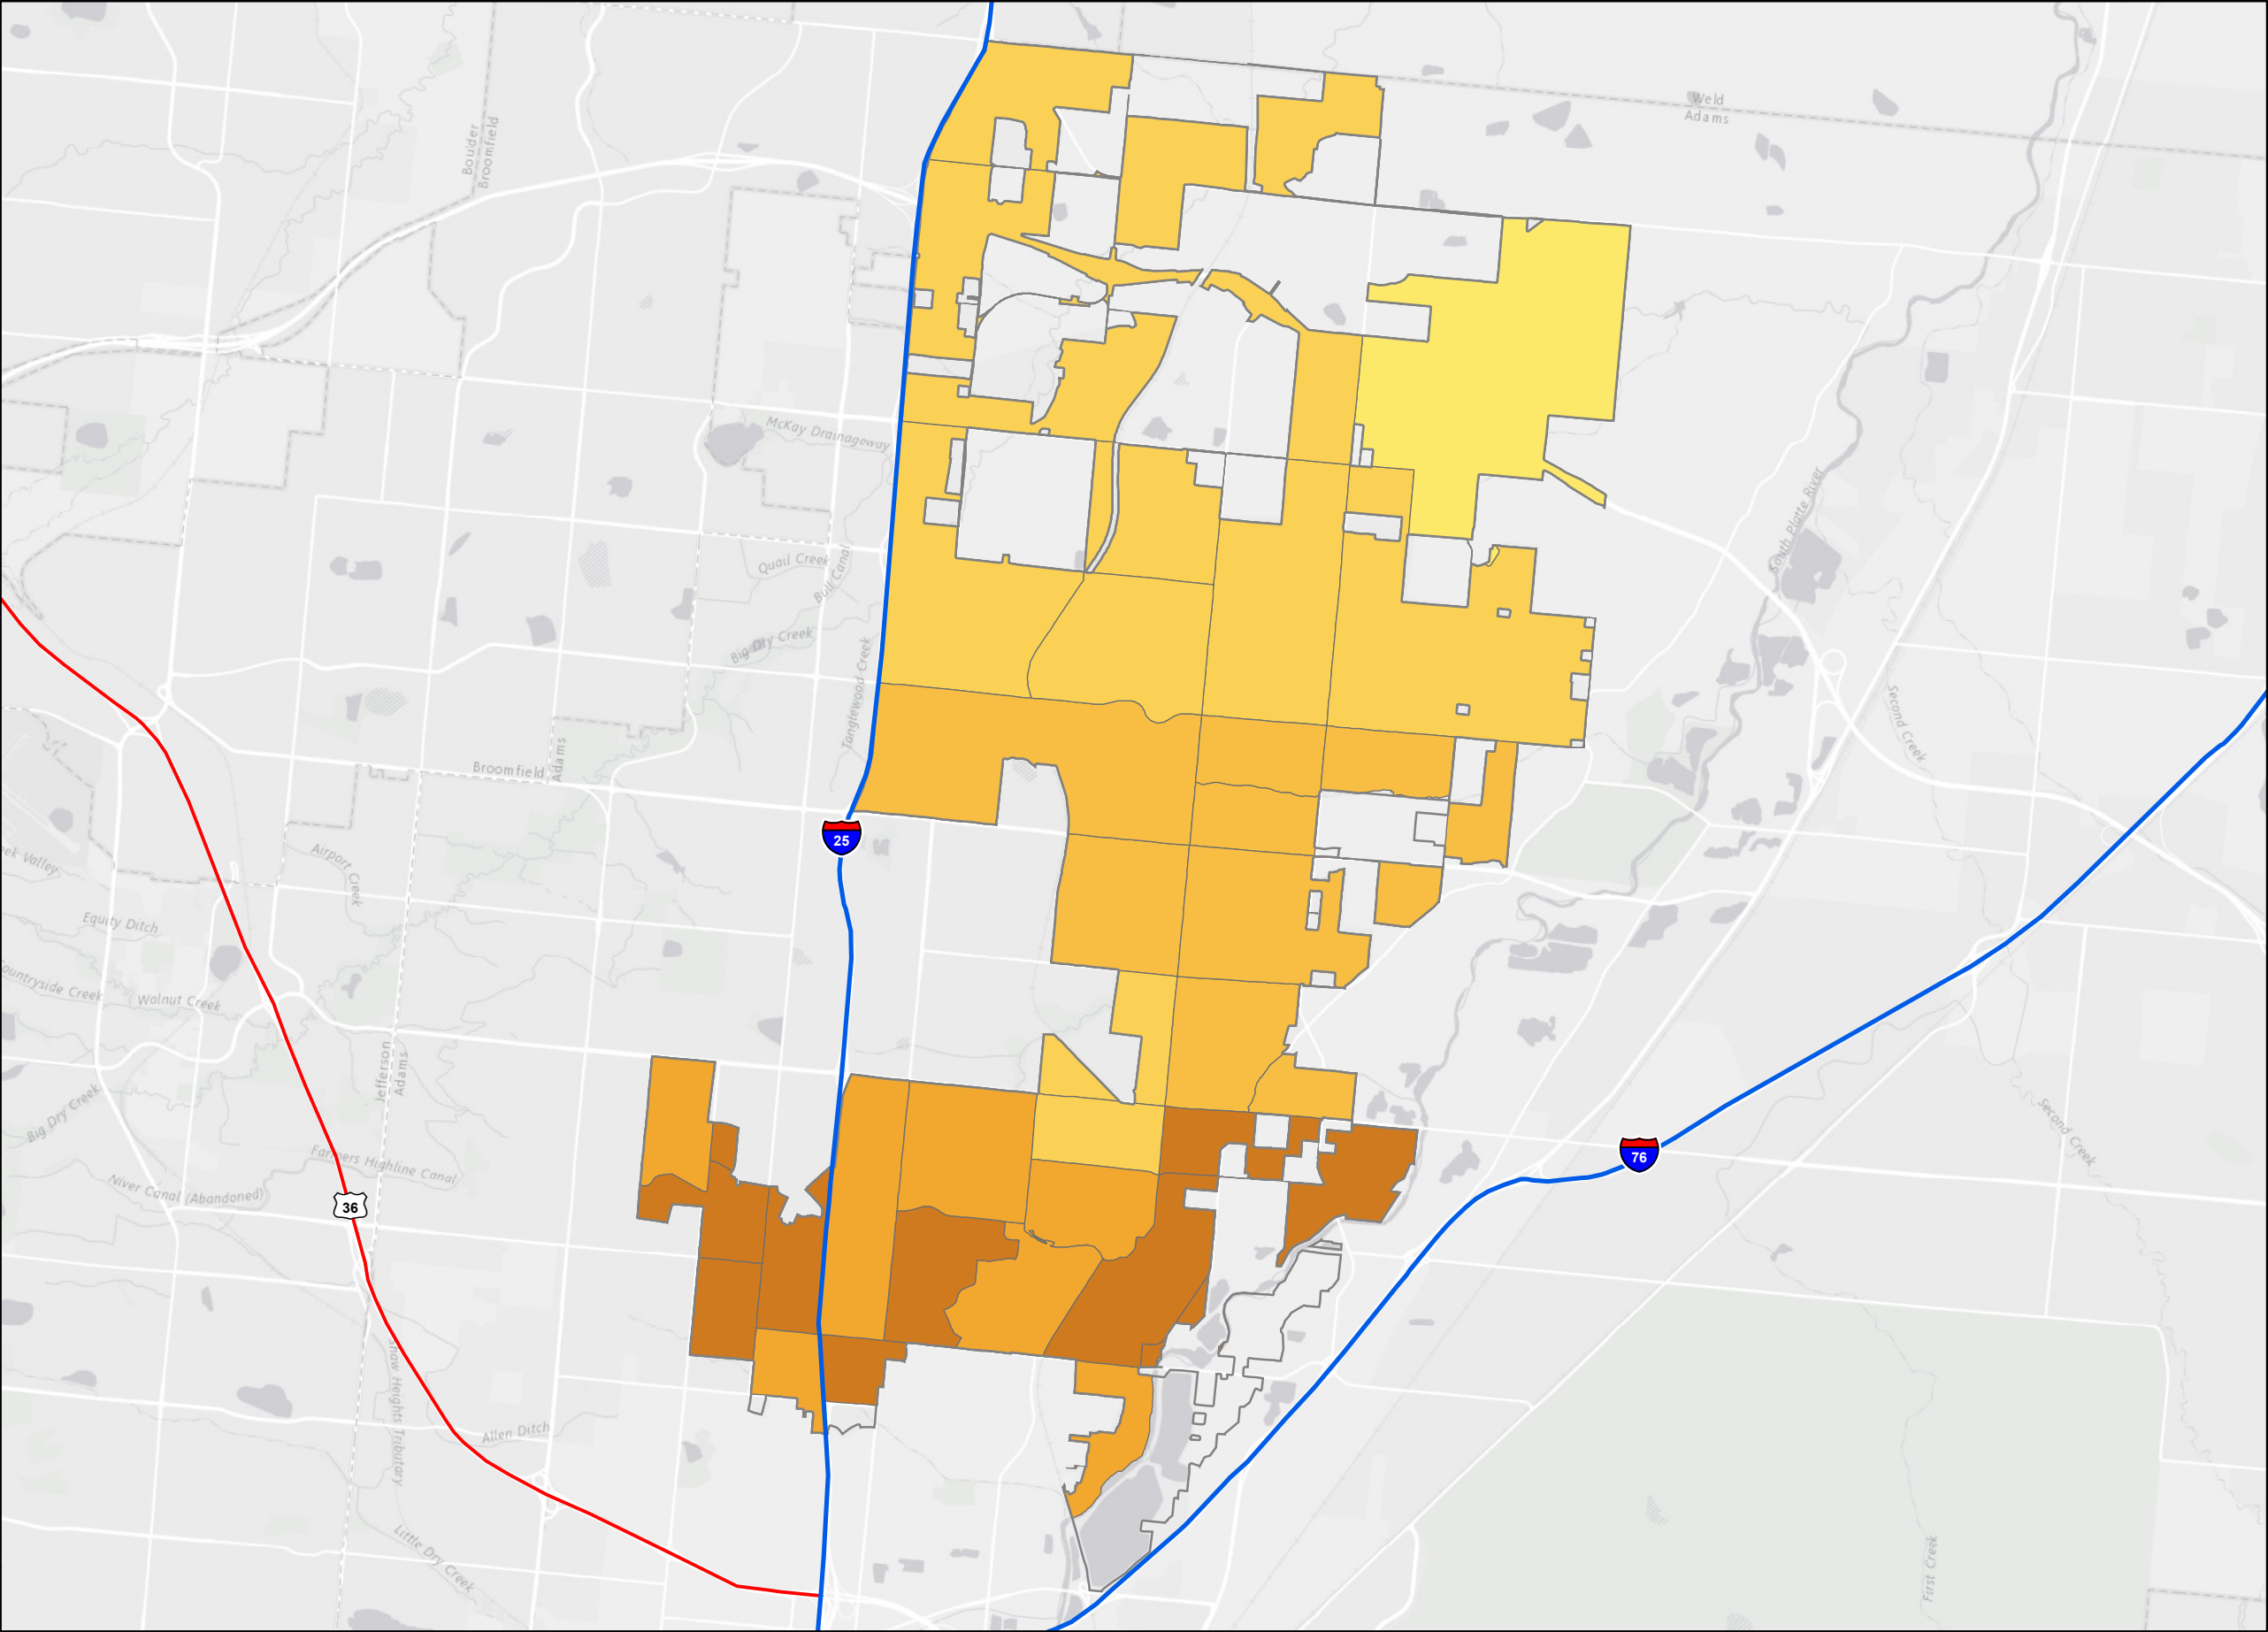 Weld
Adams
Boulder
Broomfield
McKay Drainageway
Quail Creek
Bull Canal
Big Dry Creek
Tanglewood Creek
South Platte River
Second Creek
Broomfield
Adams
25
Airport Creek
ek Valley
Equity Ditch
ountryside Creek
Walnut Creek
Jefferson
Adams
Big Dry Creek
Farmers Highline Canal
Niver Canal (Abandoned)
36
76
Second Creek
Shaw Heights Tributary
Allen Ditch
Little Dry Creek
First Creek